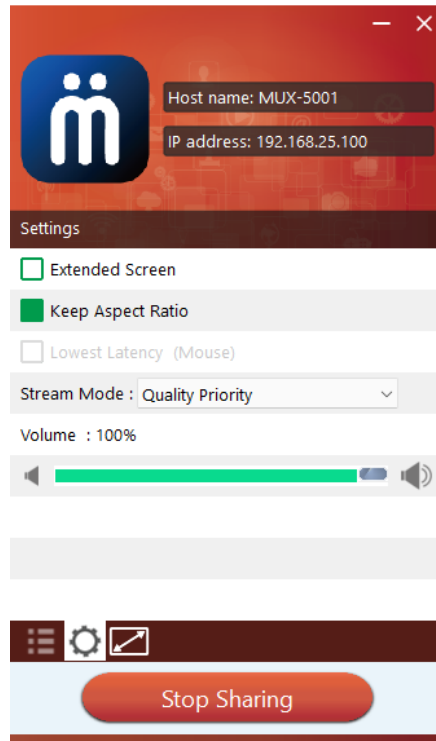 Host name: MUX-5001
IP address: 192.168.25.100
Settings
Extended Screen
Keep Aspect Ratio
Lowest Latency (Mouse)
Stream Mode : Quality Priority
Volume : 100%
Stop Sharing